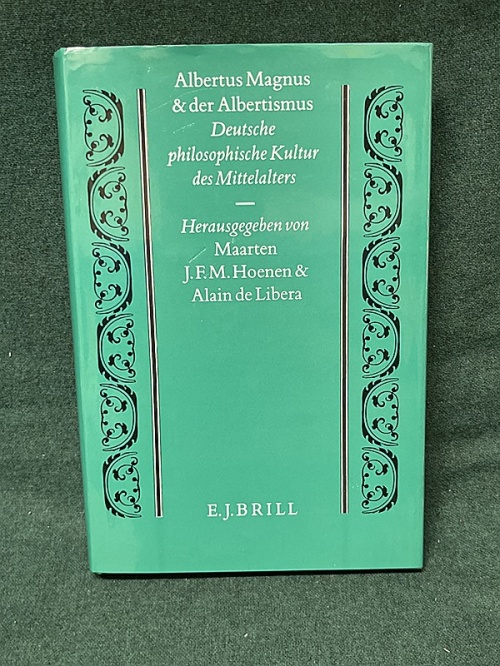 Albertus Magnus
& der Albertismus
Deutsche
philosophische Kultur
des Mittelalters
Herausgegeben von
Maarten
J.F.M. Hoenen &
Alain de Libera
E.J. BRILL